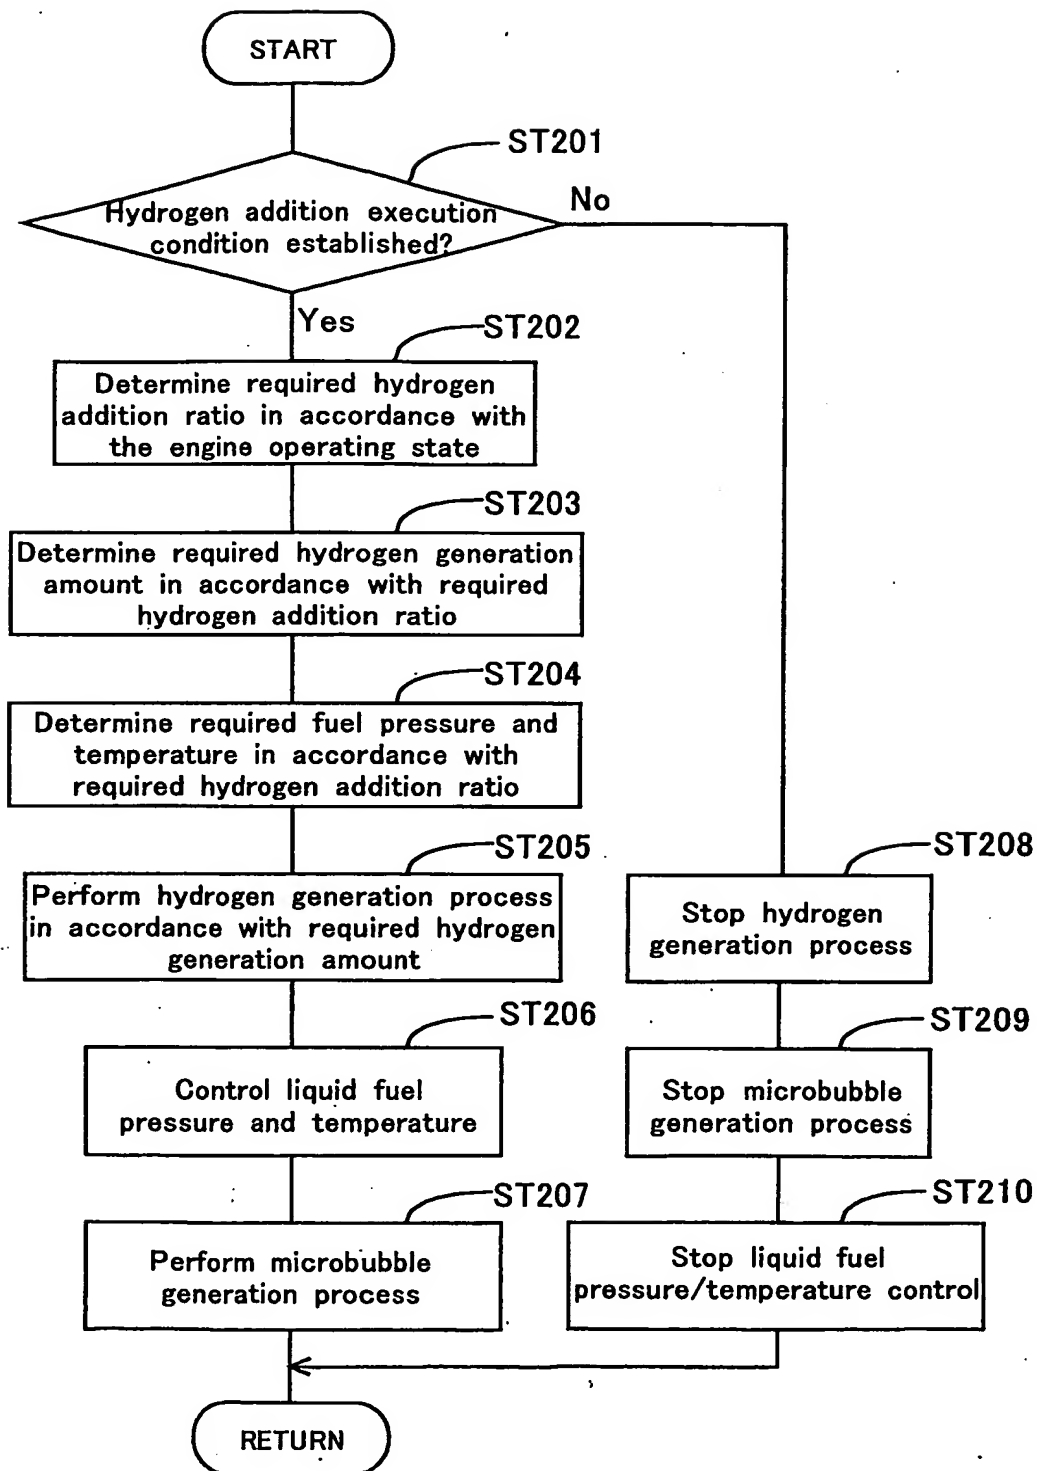 START
ST201
Hydrogen addition execution
condition established?
No
Yes
ST202
Determine required hydrogen
addition ratio in accordance with
the engine operating state
ST203
Determine required hydrogen generation
amount in accordance with required
hydrogen addition ratio
ST204
Determine required fuel pressure and
temperature in accordance with
required hydrogen addition ratio
ST205
Perform hydrogen generation process
in accordance with required hydrogen
generation amount
ST206
Control liquid fuel
pressure and temperature
ST207
Perform microbubble
generation process
ST208
Stop hydrogen
generation process
ST209
Stop microbubble
generation process
ST210
Stop liquid fuel
pressure/temperature control
RETURN